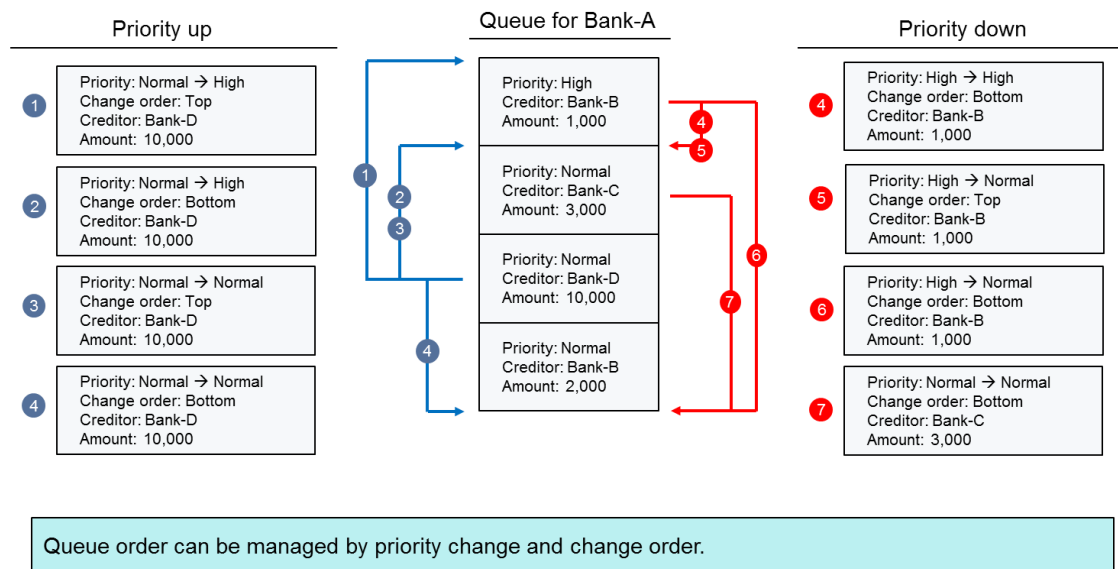 Priority up
1
Priority: Normal → High
Change order: Top
Creditor: Bank-D
Amount: 10,000
2
Priority: Normal → High
Change order: Bottom
Creditor: Bank-D
Amount: 10,000
3
Priority: Normal → Normal
Change order: Top
Creditor: Bank-D
Amount: 10,000
4
Priority: Normal → Normal
Change order: Bottom
Creditor: Bank-D
Amount: 10,000
Queue for Bank-A
Priority: High
Creditor: Bank-B
Amount: 1,000
Priority: Normal
Creditor: Bank-C
Amount: 3,000
Priority: Normal
Creditor: Bank-D
Amount: 10,000
Priority: Normal
Creditor: Bank-B
Amount: 2,000
1
2
3
4
4
5
6
7
Priority down
4
Priority: High → High
Change order: Bottom
Creditor: Bank-B
Amount: 1,000
5
Priority: High → Normal
Change order: Top
Creditor: Bank-B
Amount: 1,000
6
Priority: High → Normal
Change order: Bottom
Creditor: Bank-B
Amount: 1,000
7
Priority: Normal → Normal
Change order: Bottom
Creditor: Bank-C
Amount: 3,000
Queue order can be managed by priority change and change order.